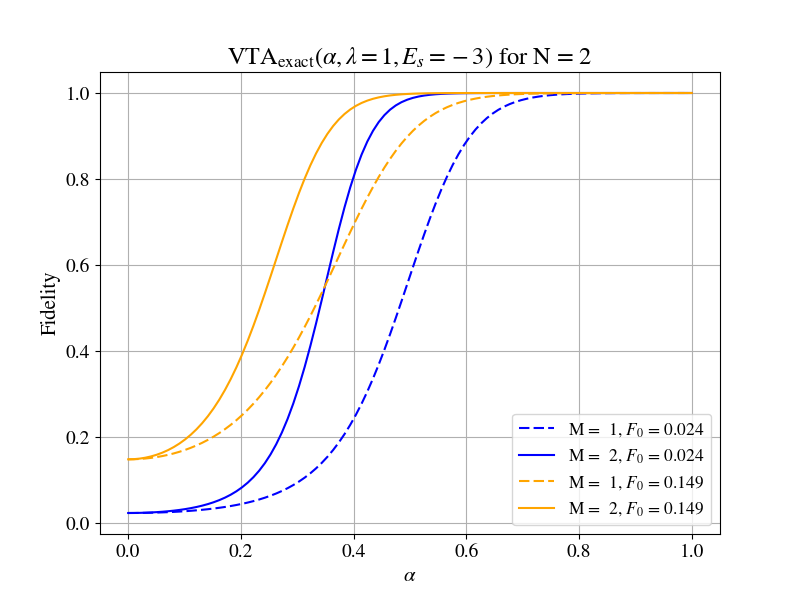 VTA_exact(α, λ = 1, E_s = −3) for N = 2
Fidelity
1.0
0.8
0.6
0.4
0.2
0.0
0.0 0.2 0.4 0.6 0.8 1.0
α
M = 1, F_0 = 0.024
M = 2, F_0 = 0.024
M = 1, F_0 = 0.149
M = 2, F_0 = 0.149